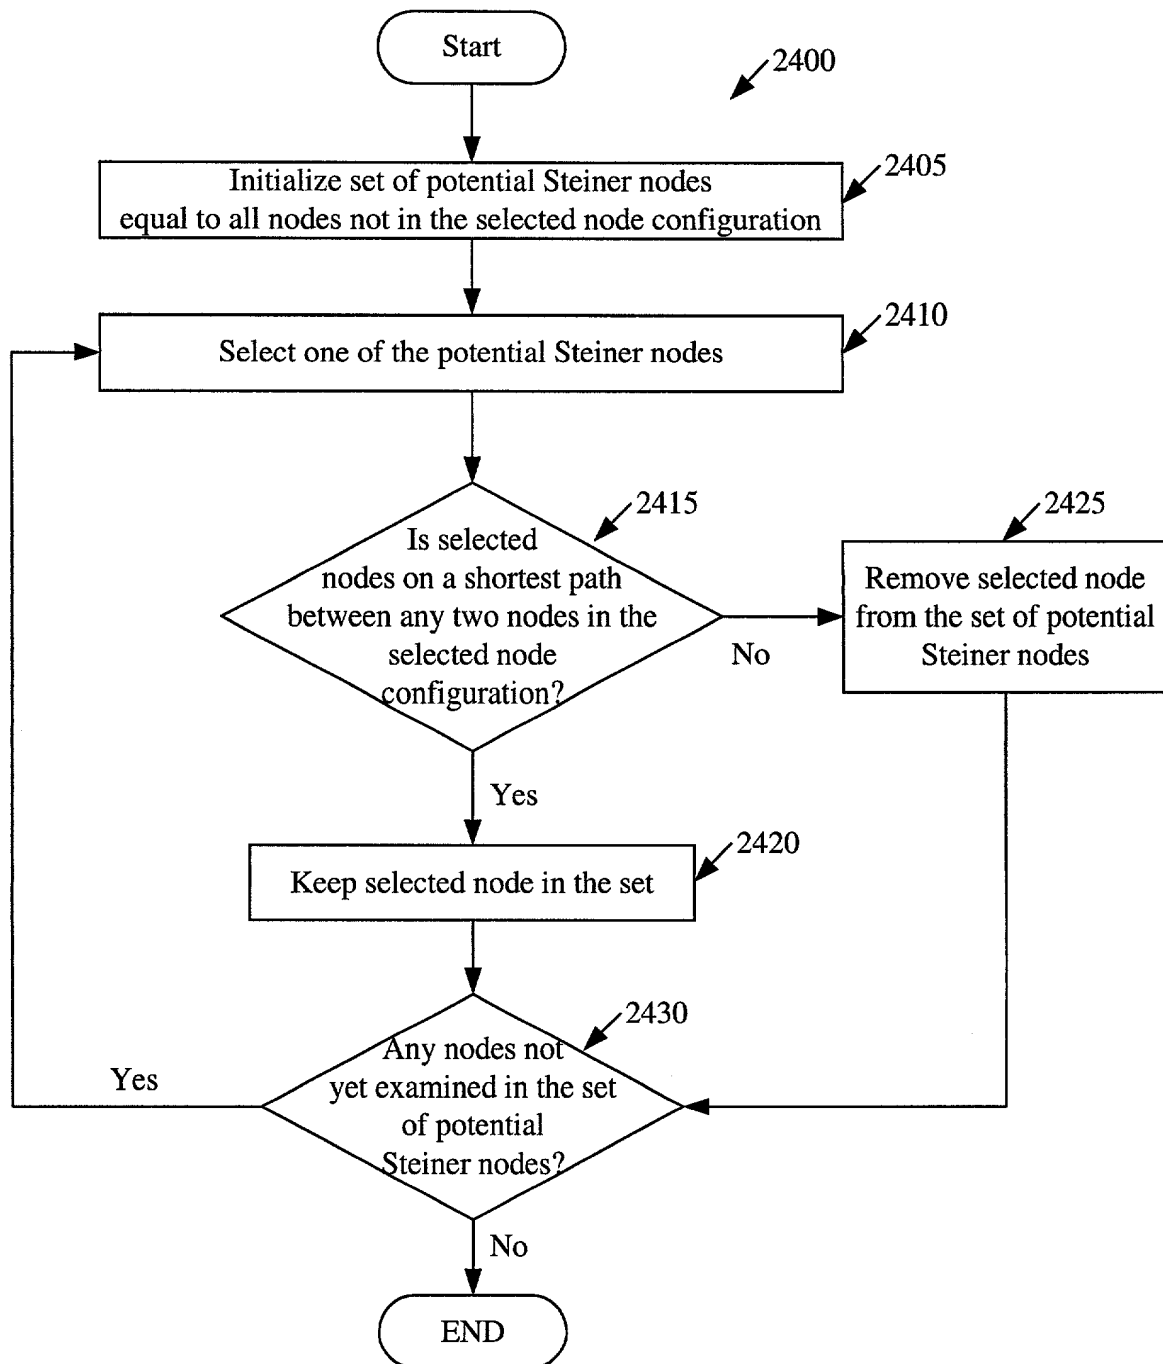 Start
2400
Initialize set of potential Steiner nodes
equal to all nodes not in the selected node configuration
2405
Select one of the potential Steiner nodes
2410
Is selected
nodes on a shortest path
between any two nodes in the
selected node
configuration?
2415
No
Remove selected node
from the set of potential
Steiner nodes
2425
Yes
Keep selected node in the set
2420
Any nodes not
yet examined in the set
of potential
Steiner nodes?
2430
Yes
No
END